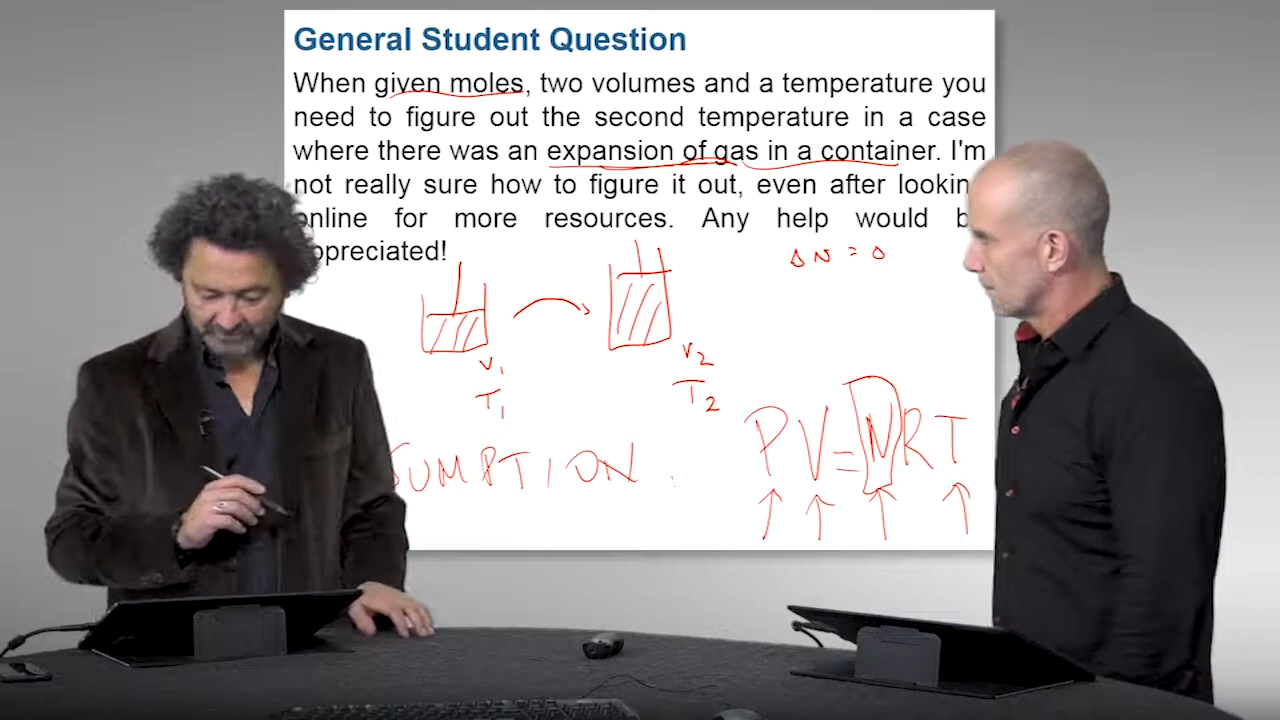 General Student Question
When given moles, two volumes and a temperature you
need to figure out the second temperature in a case
where there was an expansion of gas in a container. I'm
not really sure how to figure it out, even after lookin
online for more resources. Any help would b
ppreciated!
Δ N = 0
V1
T1
V2
T2
PV=NRT
SUMPTION